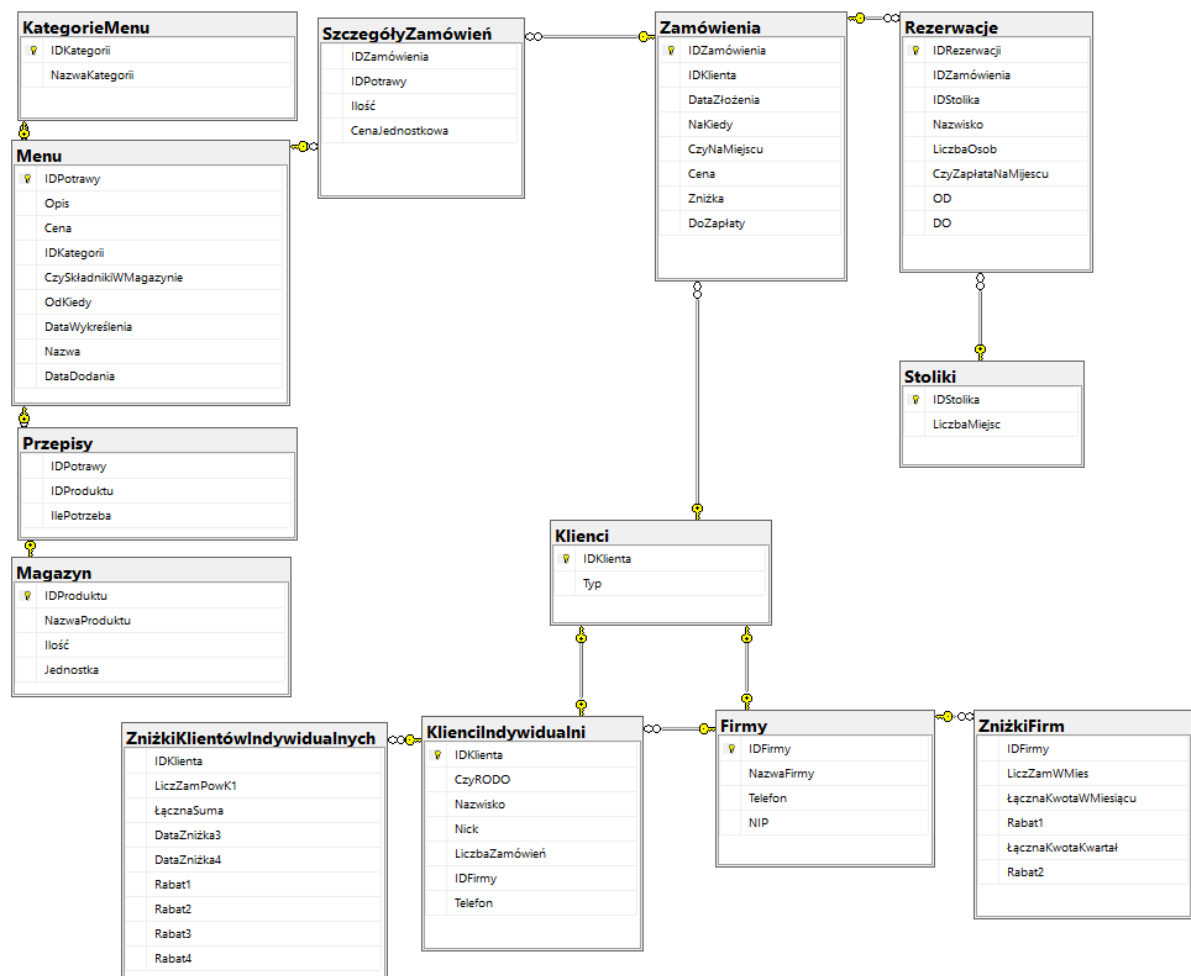 KategorieMenu
IDKategorii
NazwaKategorii
SzczegółyZamówień
IDZamówienia
IDPotrawy
Ilość
CenaJednostkowa
Zamówienia
IDZamówienia
IDKlienta
DataZłożenia
NaKiedy
CzyNaMiejscu
Cena
Zniżka
DoZapłaty
Rezerwacje
IDRezerwacji
IDZamówienia
IDStolika
Nazwisko
LiczbaOsob
CzyZapłataNaMijescu
OD
DO
Menu
IDPotrawy
Opis
Cena
IDKategorii
CzySkładnikiWMagazynie
OdKiedy
DataWykreślenia
Nazwa
DataDodania
Stoliki
IDStolika
LiczbaMiejsc
Przepisy
IDPotrawy
IDProduktu
IlePotrzeba
Magazyn
IDProduktu
NazwaProduktu
Ilość
Jednostka
Klienci
IDKlienta
Typ
ZniżkiKlientówIndywidualnych
IDKlienta
LiczZamPowK1
ŁącznaSuma
DataZniżka3
DataZniżka4
Rabat1
Rabat2
Rabat3
Rabat4
KlienciIndywidualni
IDKlienta
CzyRODO
Nazwisko
Nick
LiczbaZamówień
IDFirmy
Telefon
Firmy
IDFirmy
NazwaFirmy
Telefon
NIP
ZniżkiFirm
IDFirmy
LiczZamWMies
ŁącznaKwotaWMiesiącu
Rabat1
ŁącznaKwotaKwartał
Rabat2